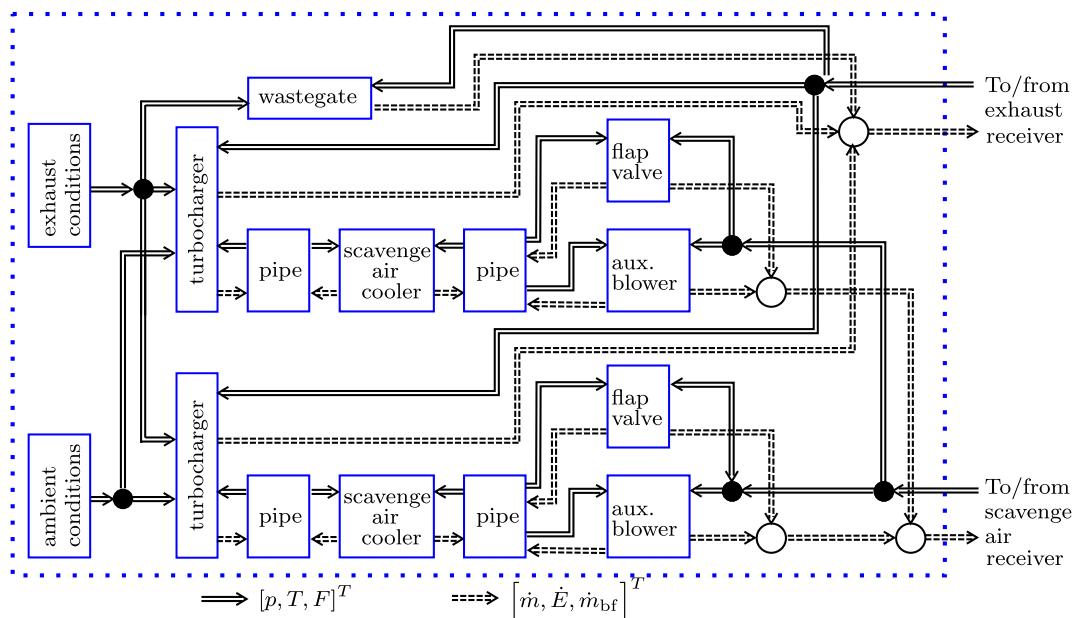 wastegate
To/from
exhaust
receiver
exhaust
conditions
turbocharger
flap
valve
pipe
scavenge
air
cooler
pipe
aux.
blower
turbocharger
flap
valve
ambient
conditions
pipe
scavenge
air
cooler
pipe
aux.
blower
To/from
scavenge
air
receiver
[p, T, F]^T
[ṁ, Ė, ṁ_bf]^T